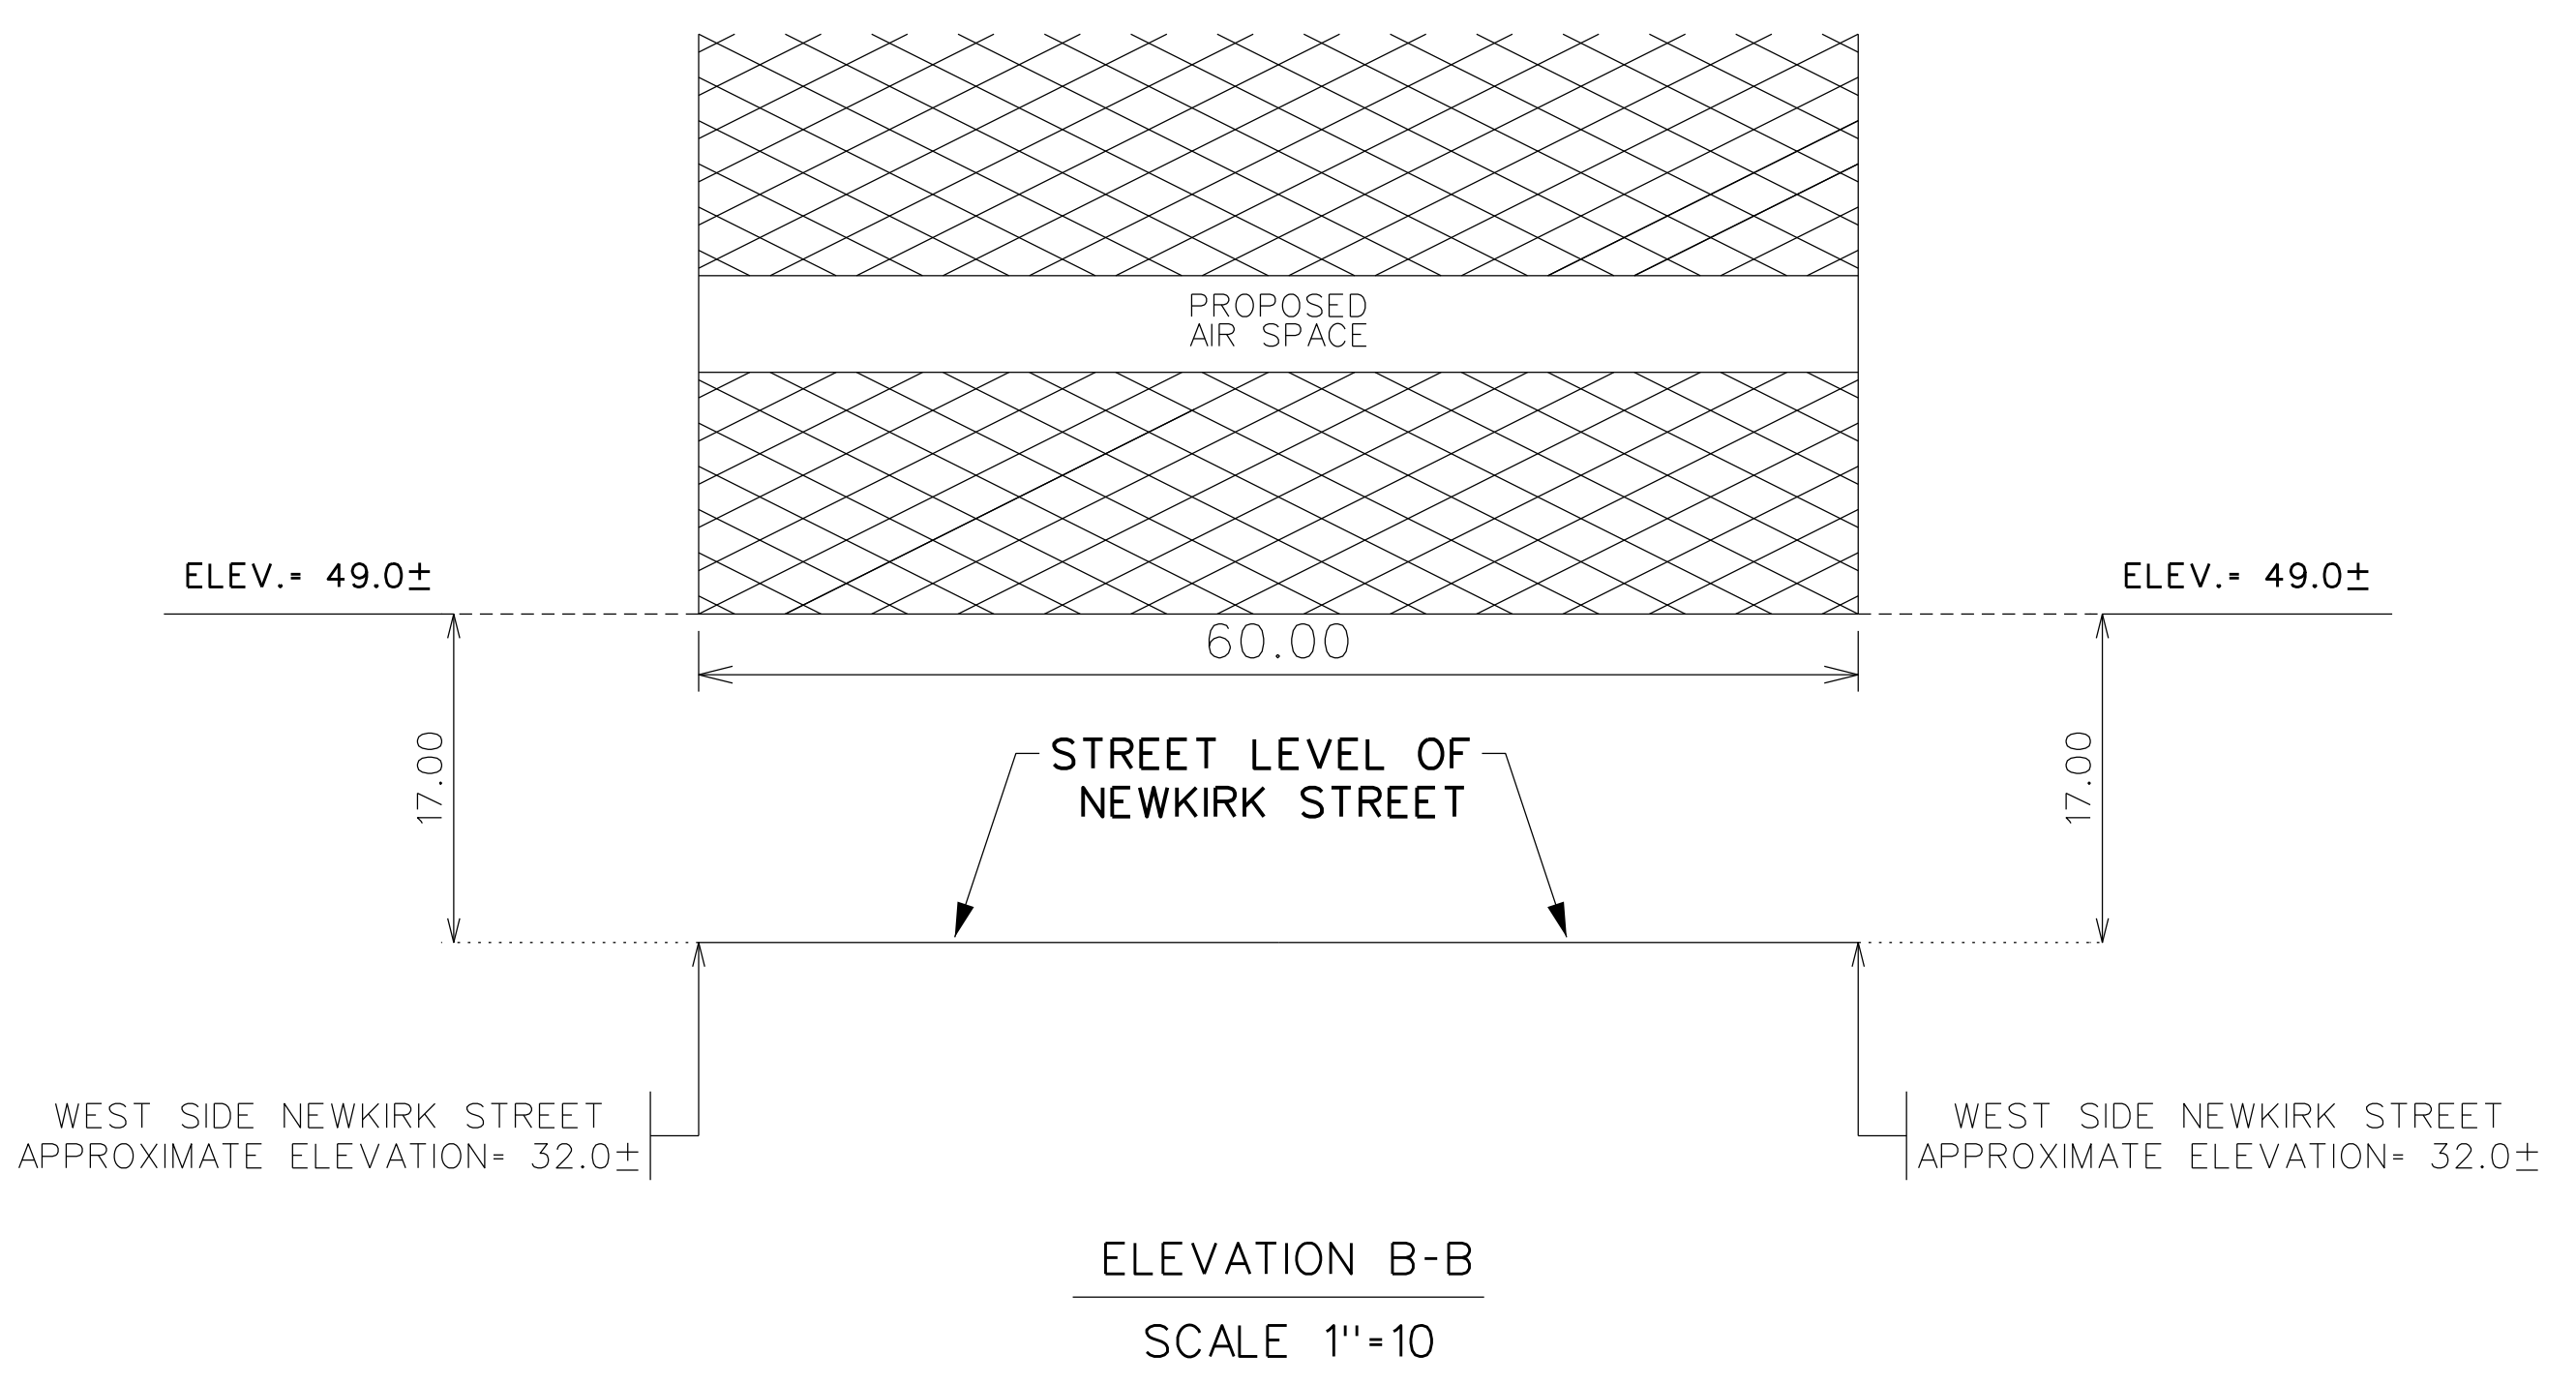 PROPOSED
AIR SPACE
ELEV.= 49.0±
ELEV.= 49.0±
60.00
17.00
17.00
STREET LEVEL OF
NEWKIRK STREET
WEST SIDE NEWKIRK STREET
APPROXIMATE ELEVATION= 32.0±
WEST SIDE NEWKIRK STREET
APPROXIMATE ELEVATION= 32.0±
ELEVATION B-B
SCALE 1"=10